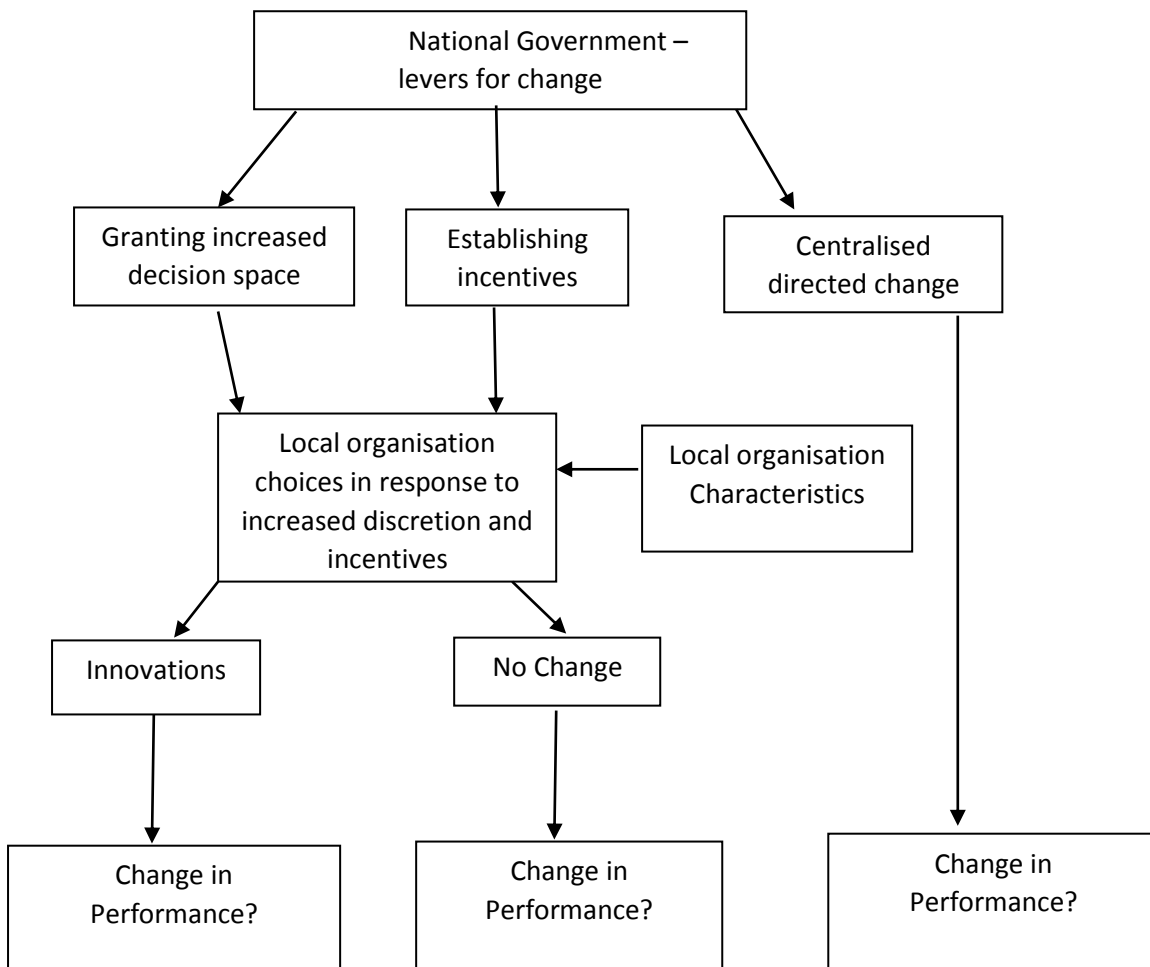 National Government –
levers for change
Granting increased
decision space
Establishing
incentives
Centralised
directed change
Local organisation
choices in response to
increased discretion and
incentives
Local organisation
Characteristics
Innovations
No Change
Change in
Performance?
Change in
Performance?
Change in
Performance?